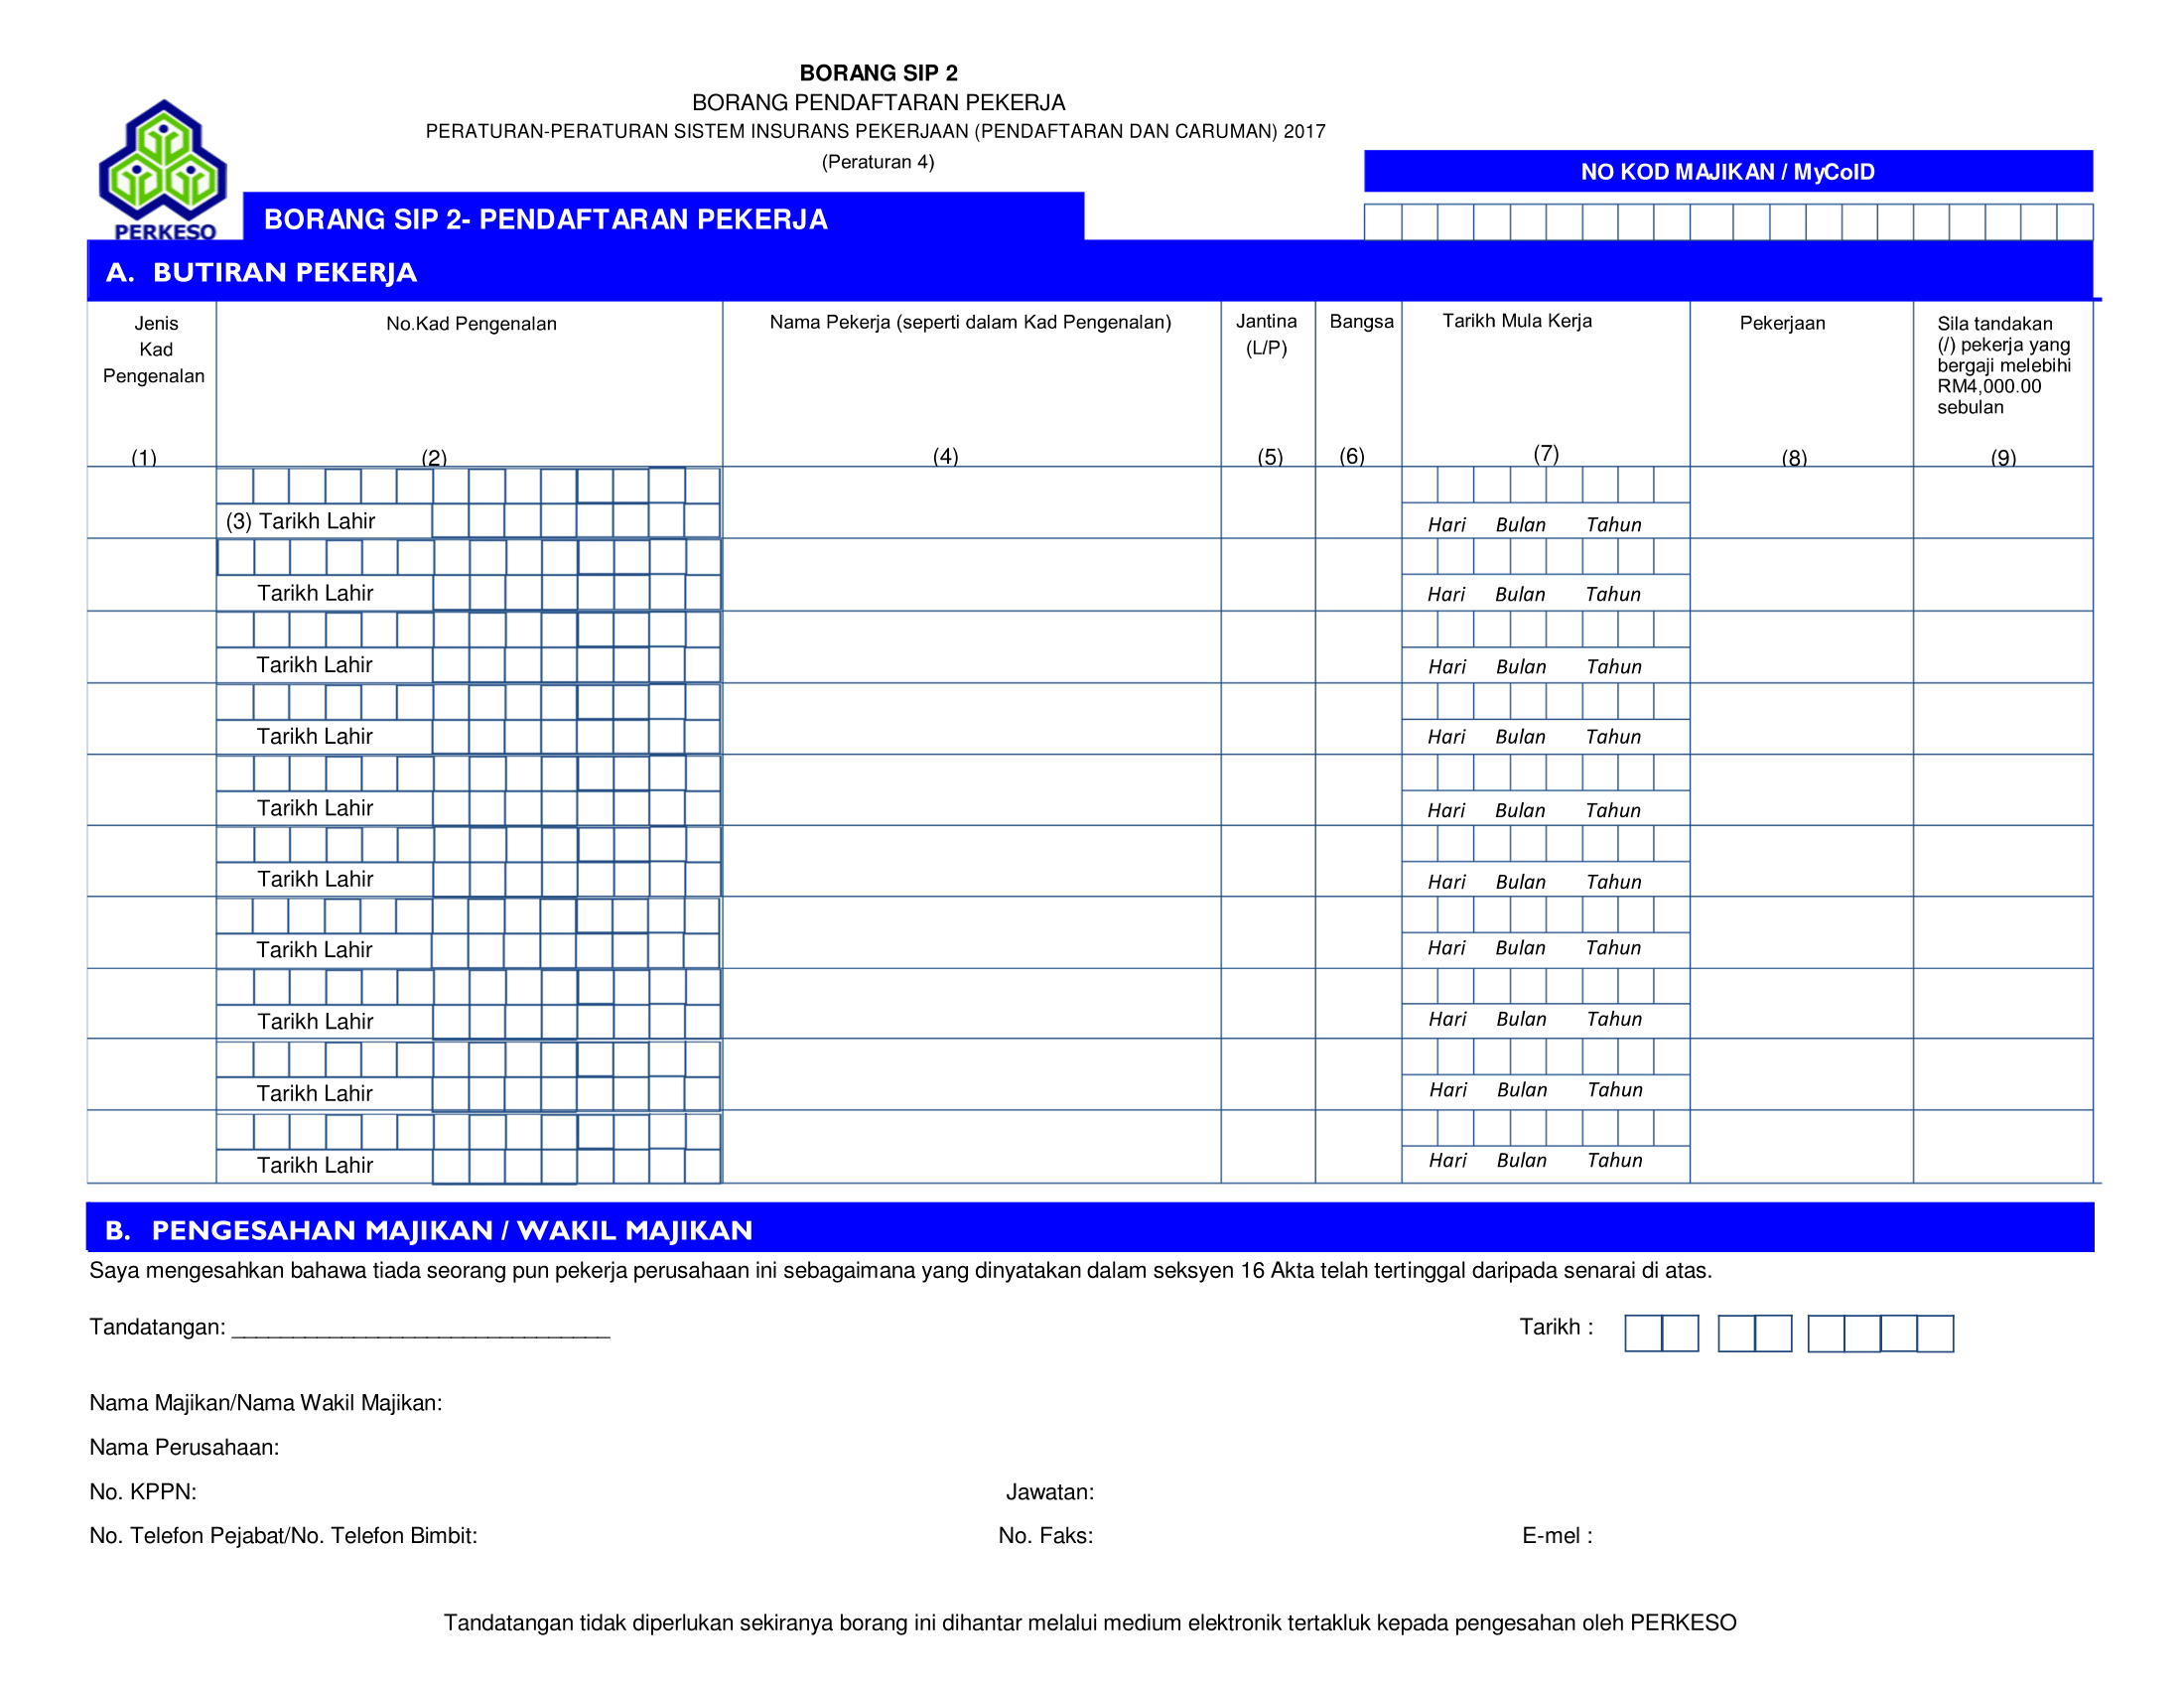 BORANG SIP 2
BORANG PENDAFTARAN PEKERJA
PERATURAN-PERATURAN SISTEM INSURANS PEKERJAAN (PENDAFTARAN DAN CARUMAN) 2017
(Peraturan 4)
NO KOD MAJIKAN / MyCoID
PERKESO
BORANG SIP 2- PENDAFTARAN PEKERJA
A. BUTIRAN PEKERJA
Jenis
Kad
Pengenalan
(1)
No.Kad Pengenalan
(2)
Nama Pekerja (seperti dalam Kad Pengenalan)
(4)
Jantina
(L/P)
(5)
Bangsa
(6)
Tarikh Mula Kerja
(7)
Pekerjaan
(8)
Sila tandakan
(/) pekerja yang
bergaji melebihi
RM4,000.00
sebulan
(9)
(3) Tarikh Lahir
Hari Bulan Tahun
Tarikh Lahir
Hari Bulan Tahun
Tarikh Lahir
Hari Bulan Tahun
Tarikh Lahir
Hari Bulan Tahun
Tarikh Lahir
Hari Bulan Tahun
Tarikh Lahir
Hari Bulan Tahun
Tarikh Lahir
Hari Bulan Tahun
Tarikh Lahir
Hari Bulan Tahun
Tarikh Lahir
Hari Bulan Tahun
Tarikh Lahir
Hari Bulan Tahun
B. PENGESAHAN MAJIKAN / WAKIL MAJIKAN
Saya mengesahkan bahawa tiada seorang pun pekerja perusahaan ini sebagaimana yang dinyatakan dalam seksyen 16 Akta telah tertinggal daripada senarai di atas.
Tandatangan: _______________________________ Tarikh :
Nama Majikan/Nama Wakil Majikan:
Nama Perusahaan:
No. KPPN: Jawatan:
No. Telefon Pejabat/No. Telefon Bimbit: No. Faks: E-mel :
Tandatangan tidak diperlukan sekiranya borang ini dihantar melalui medium elektronik tertakluk kepada pengesahan oleh PERKESO